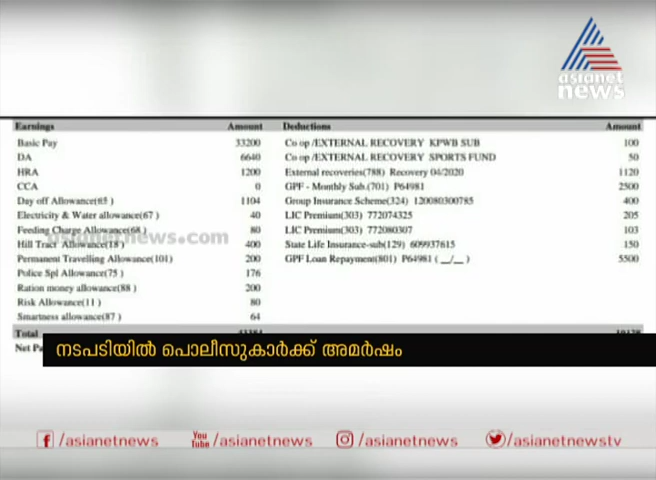 asianet
news
Earnings Amount Deductions Amount
Basic Pay 33200 Co op /EXTERNAL RECOVERY KPWB SUB 100
DA 6640 Co op /EXTERNAL RECOVERY SPORTS FUND 50
HRA 1200 External recoveries(788) Recovery 04/2020 1120
CCA 0 GPF - Monthly Sub.(701) P64981 2500
Day off Allowance(65 ) 1104 Group Insurance Scheme(324) 120080300785 400
Electricity & Water allowance(67 ) 40 LIC Premium(303) 772074325 205
Feeding Charge Allowance(68 ) 80 LIC Premium(303) 772080307 103
asianetnews.com
Hill Tract Allowance(18 ) 400 State Life Insurance-sub(129) 609937615 150
Permanent Travelling Allowance(101) 200 GPF Loan Repayment(801) P64981 ( __/__ ) 5500
Police Spl Allowance(75 ) 176
Ration money allowance(88 ) 200
Risk Allowance(11 ) 80
Smartness allowance(87 ) 64
Total
Net
നടപടിയിൽ പൊലീസുകാർക്ക് അമർഷം
f /asianetnews You Tube /asianetnews /asianetnews /asianetnewstv